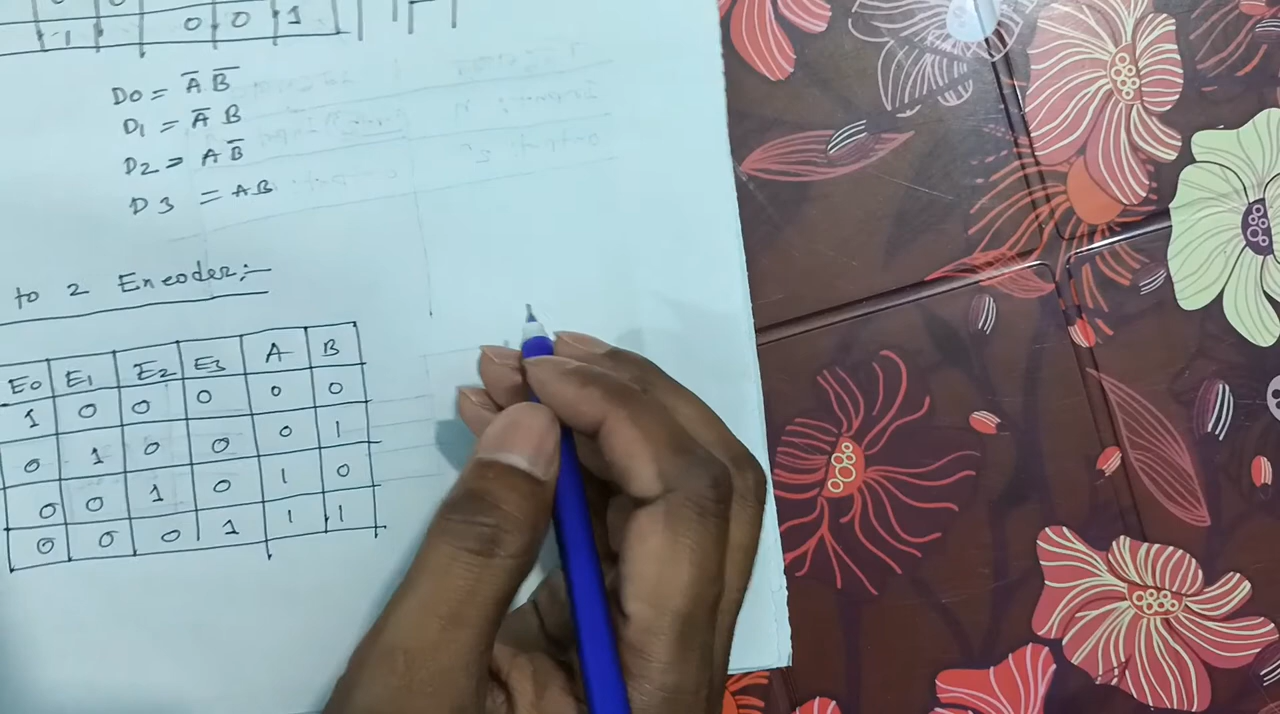 1 0 0 1
D0 = A̅ B̅
D1 = A̅ B
D2 = A B̅
D3 = AB
to 2 Encoder:-
E0 E1 E2 E3 A B
1 0 0 0 0 0
0 1 0 0 0 1
0 0 1 0 1 0
0 0 0 1 1 1